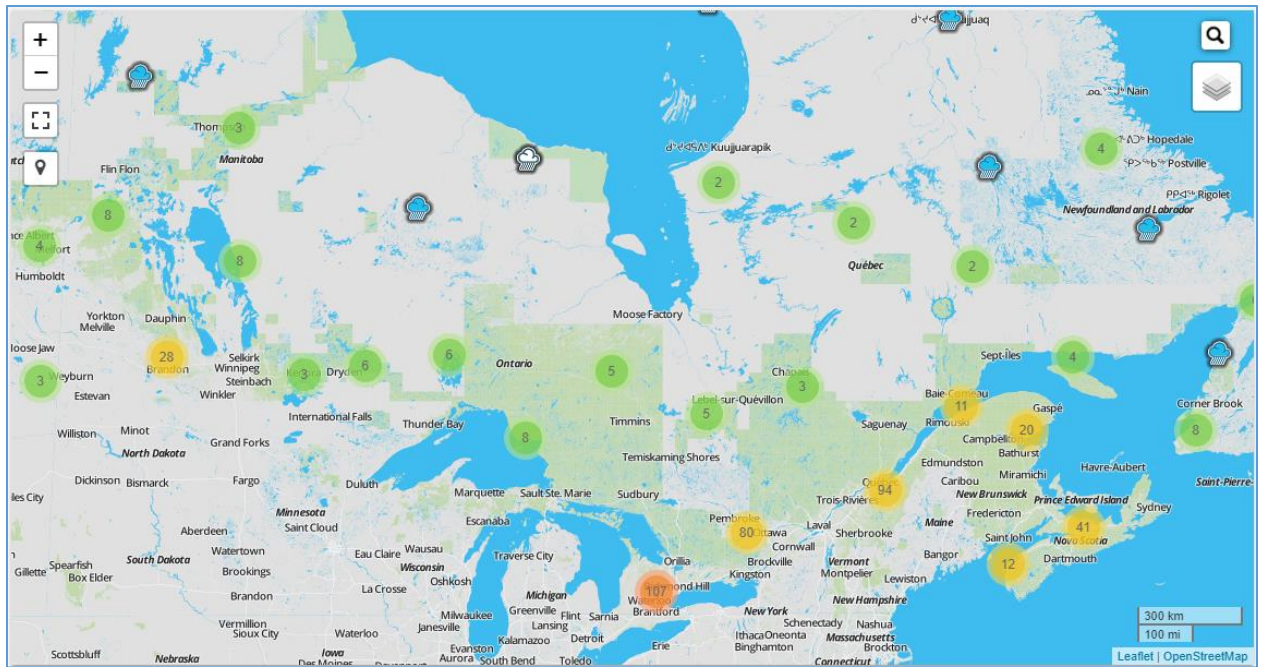 +
−
Nain
3
Thompson
Manitoba
Kuujjuarapik
Hopedale
4
Postville
Flin Flon
2
Rigolet
Newfoundland and Labrador
8
2
4
Humboldt
8
Québec
2
Yorkton
Dauphin
Melville
Moose Factory
28
Brandon
Selkirk
Winnipeg
Steinbach
Winkler
3
Weyburn
Estevan
3
Dryden
6
6
Ontario
5
Sept-Îles
4
3
International Falls
Thunder Bay
5
Lebel-sur-Quévillon
Timmins
Baie-Comeau
11
Rimouski
Gaspé
20
Corner Brook
8
Williston
Minot
North Dakota
Grand Forks
8
Temiskaming Shores
Saguenay
Campbellton
Bathurst
Edmundston
Miramichi
Havre-Aubert
Dickinson
Bismarck
Fargo
Duluth
Marquette
Sault Ste. Marie
Sudbury
94
Trois-Rivières
Caribou
New Brunswick
Prince Edward Island
Saint-Pierre-
Minnesota
Saint Cloud
Escanaba
Pembroke
80
Ottawa
Laval
Sherbrooke
Maine
Fredericton
Sydney
Aberdeen
Cornwall
Saint John
41
Nova Scotia
South Dakota
Watertown
Brookings
Eau Claire
Wausau
Wisconsin
Traverse City
Orillia
Brockville
Kingston
Vermont
Montpelier
Bangor
12
Dartmouth
Gillette
Spearfish
Box Elder
La Crosse
Oshkosh
Michigan
107
Richmond Hill
Brantford
Lewiston
Brandon
New York
New Hampshire
Vermillion
Sioux City
Waterloo
Milwaukee
Janesville
Greenville
Lansing
Flint
Sarnia
Schenectady
Nashua
300 km
100 mi
Scottsbluff
Nebraska
Iowa
Des Moines
Evanston
Aurora
Kalamazoo
South Bend
Detroit
Toledo
Erie
Ithaca
Oneonta
Binghamton
Massachusetts
Brockton
Connecticut
Leaflet | OpenStreetMap